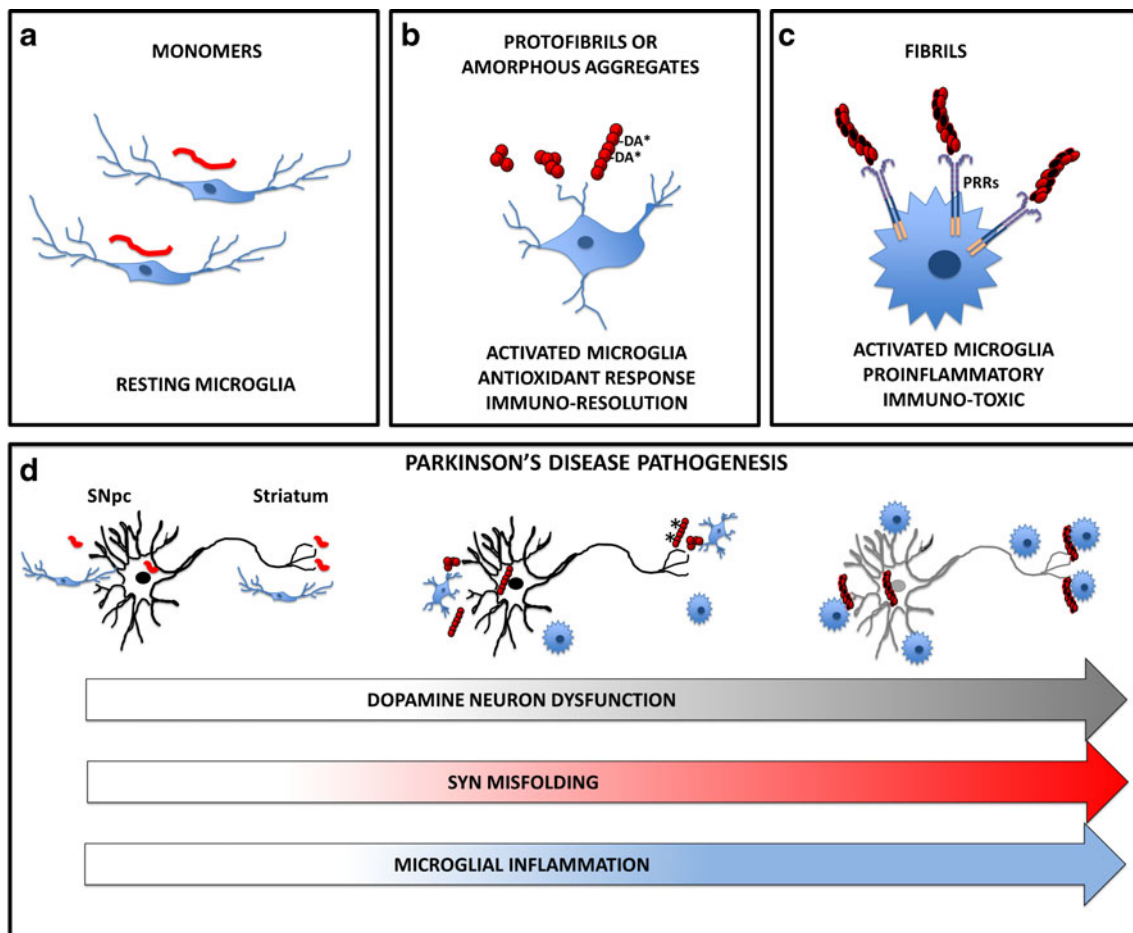 a
MONOMERS
RESTING MICROGLIA
b
PROTOFIBRILS OR
AMORPHOUS AGGREGATES
-DA*
-DA*
ACTIVATED MICROGLIA
ANTIOXIDANT RESPONSE
IMMUNO-RESOLUTION
c
FIBRILS
PRRs
ACTIVATED MICROGLIA
PROINFLAMMATORY
IMMUNO-TOXIC
d
PARKINSON'S DISEASE PATHOGENESIS
SNpc
Striatum
*
*
DOPAMINE NEURON DYSFUNCTION
SYN MISFOLDING
MICROGLIAL INFLAMMATION